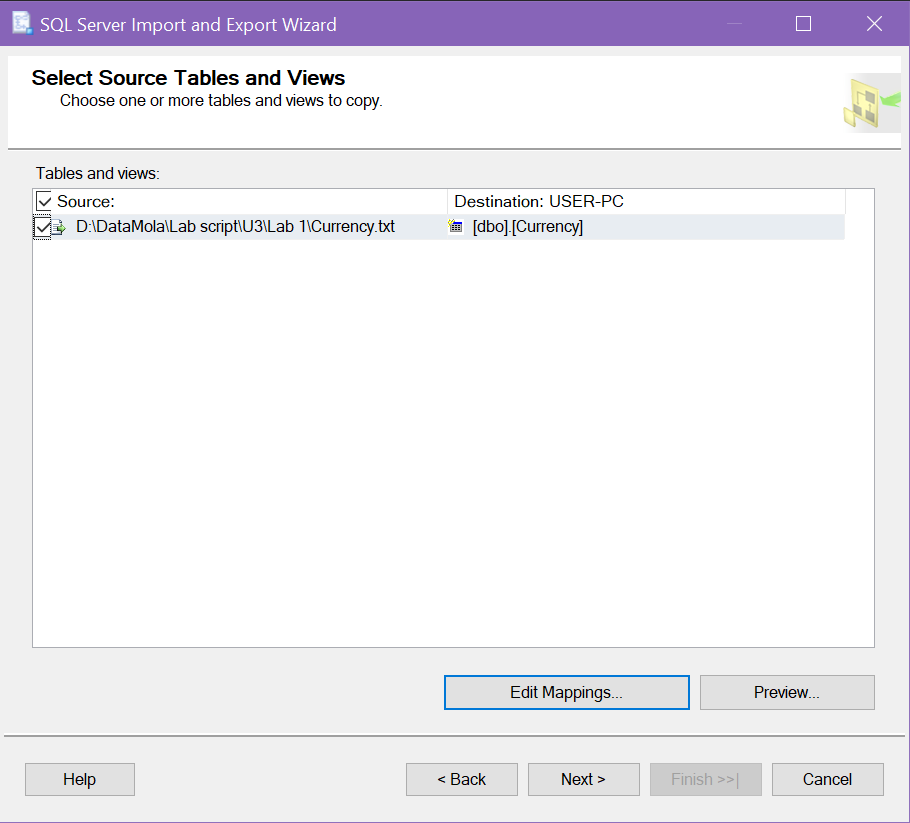 SQL Server Import and Export Wizard
Select Source Tables and Views
Choose one or more tables and views to copy.
Tables and views:
Source: Destination: USER-PC
D:\DataMola\Lab script\U3\Lab 1\Currency.txt [dbo].[Currency]
Edit Mappings... Preview...
Help < Back Next > Finish >>| Cancel